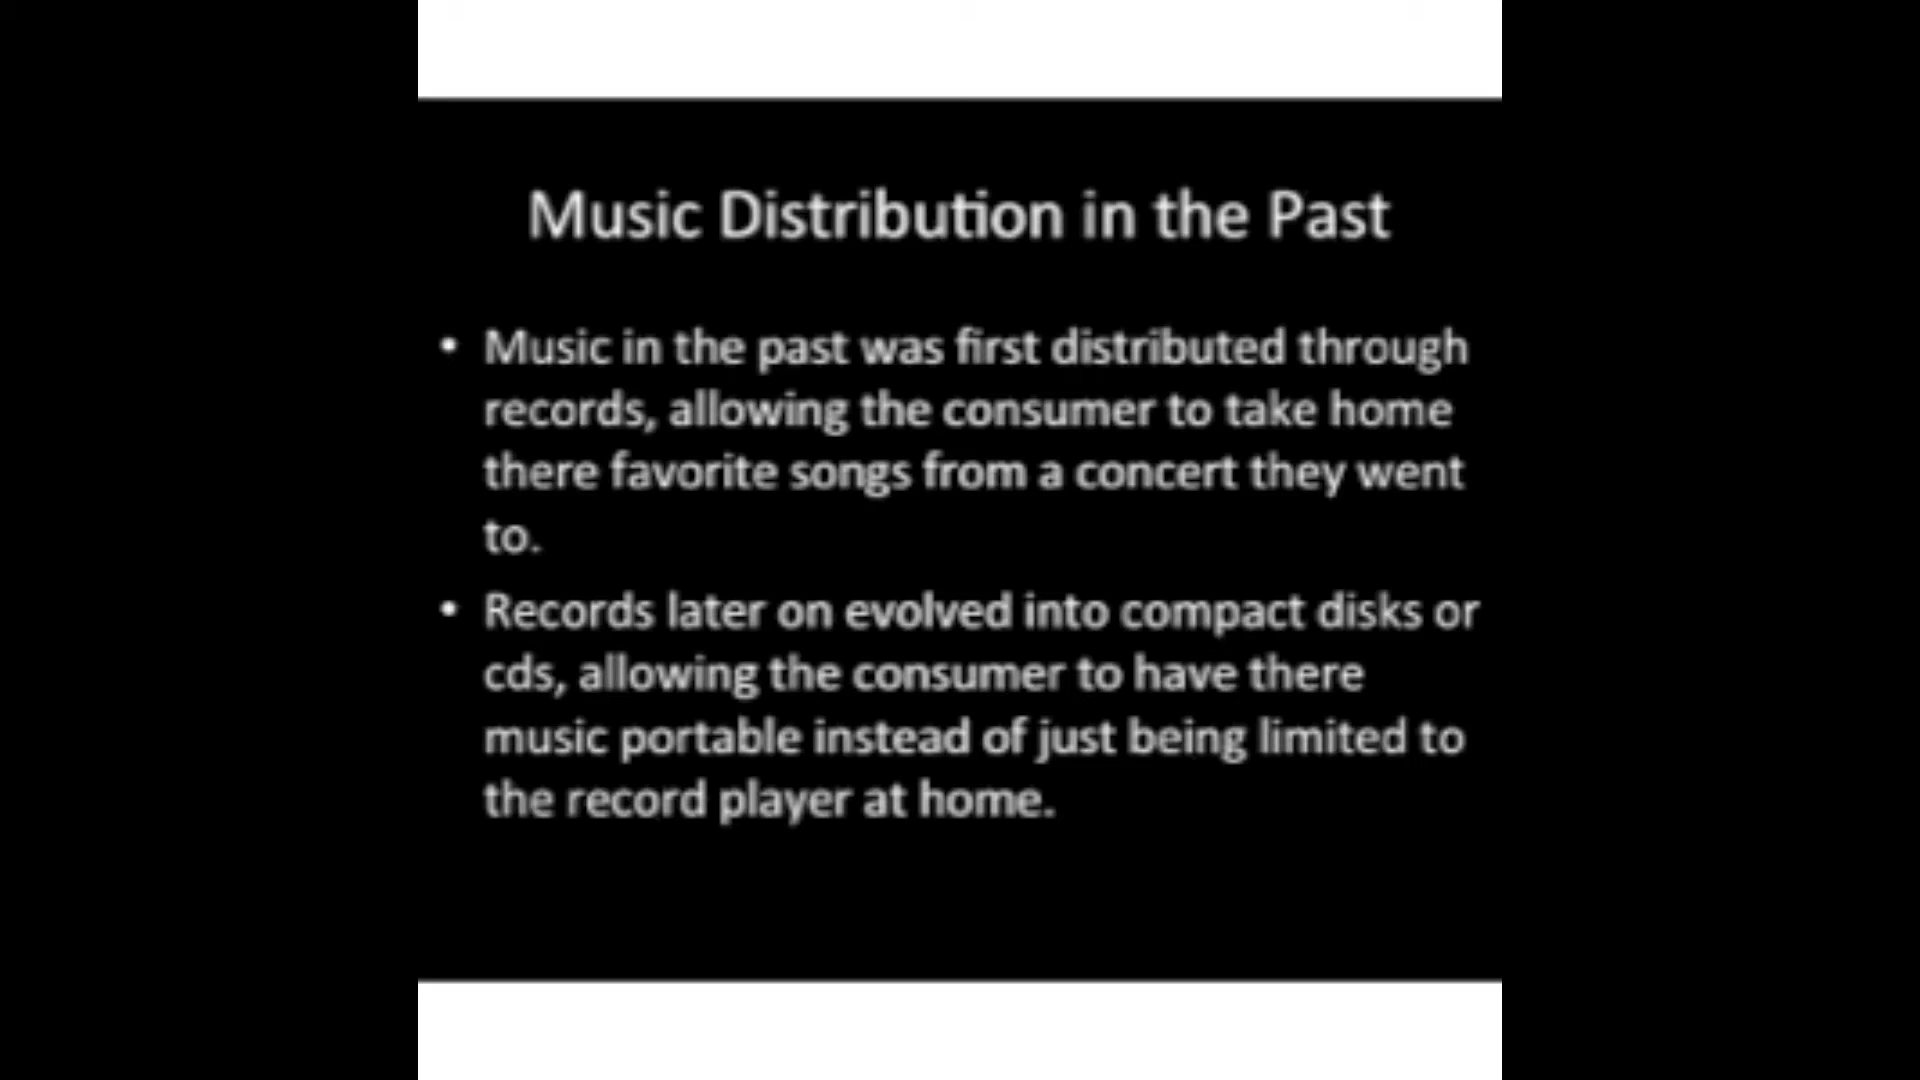 Music Distribution in the Past
• Music in the past was first distributed through
records, allowing the consumer to take home
there favorite songs from a concert they went
to.
• Records later on evolved into compact disks or
cds, allowing the consumer to have there
music portable instead of just being limited to
the record player at home.